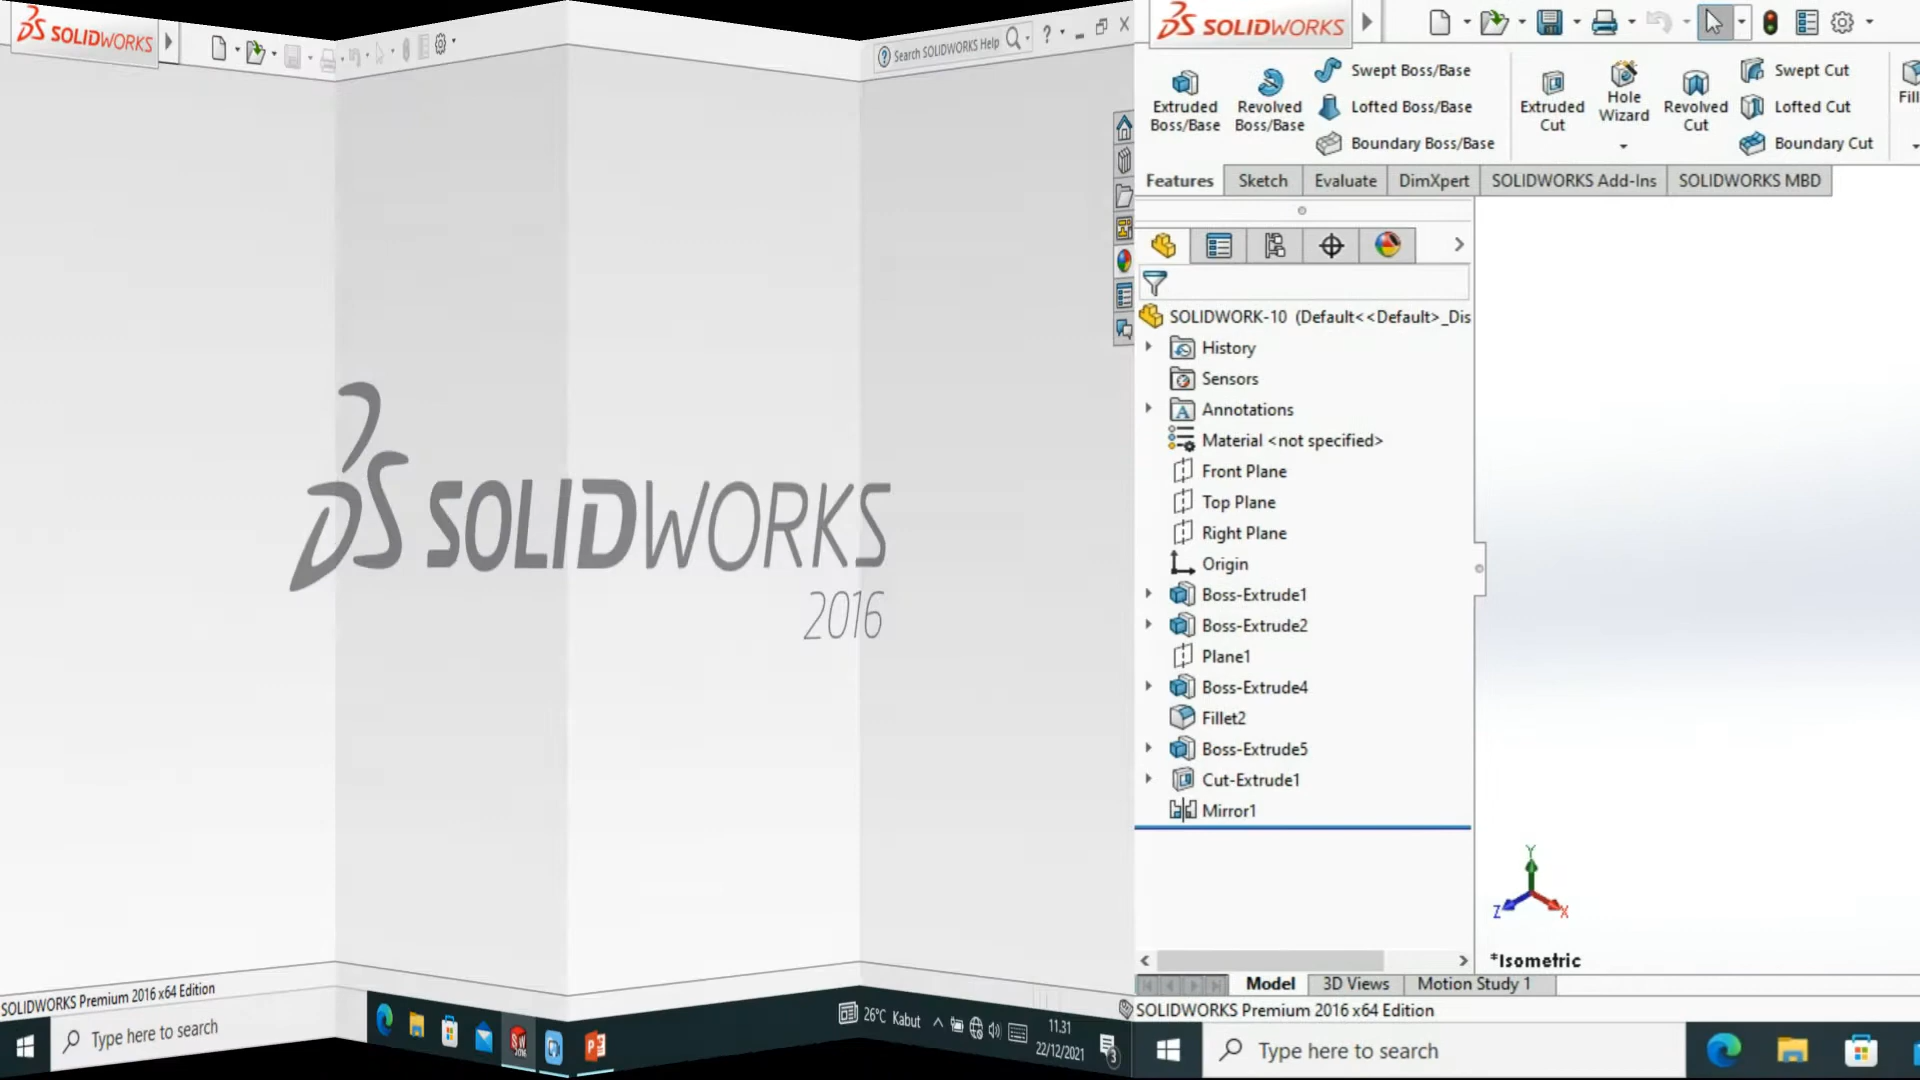 SOLIDWORKS
Search SOLIDWORKS Help
SOLIDWORKS
2016
SOLIDWORKS Premium 2016 x64 Edition
Type here to search
26°C Kabut
11.31
22/12/2021
3
SOLIDWORKS
Extruded Boss/Base
Revolved Boss/Base
Swept Boss/Base
Lofted Boss/Base
Boundary Boss/Base
Extruded Cut
Hole Wizard
Revolved Cut
Swept Cut
Lofted Cut
Boundary Cut
Features Sketch Evaluate DimXpert SOLIDWORKS Add-Ins SOLIDWORKS MBD
SOLIDWORK-10 (Default<<Default>_Dis
History
Sensors
Annotations
Material <not specified>
Front Plane
Top Plane
Right Plane
Origin
Boss-Extrude1
Boss-Extrude2
Plane1
Boss-Extrude4
Fillet2
Boss-Extrude5
Cut-Extrude1
Mirror1
Y
Z X
*Isometric
Model 3D Views Motion Study 1
SOLIDWORKS Premium 2016 x64 Edition
Type here to search